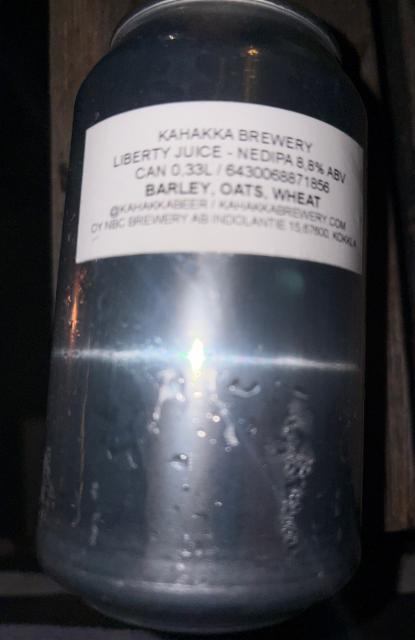 KAHAKKA BREWERY
LIBERTY JUICE - NEDIPA 8,8% ABV
CAN 0,33L / 6430068871856
BARLEY, OATS, WHEAT
@KAHAKKABEER / KAHAKKABREWERY.COM
OY NBC BREWERY AB INDOLANTIE 15,67600, KOKKLA